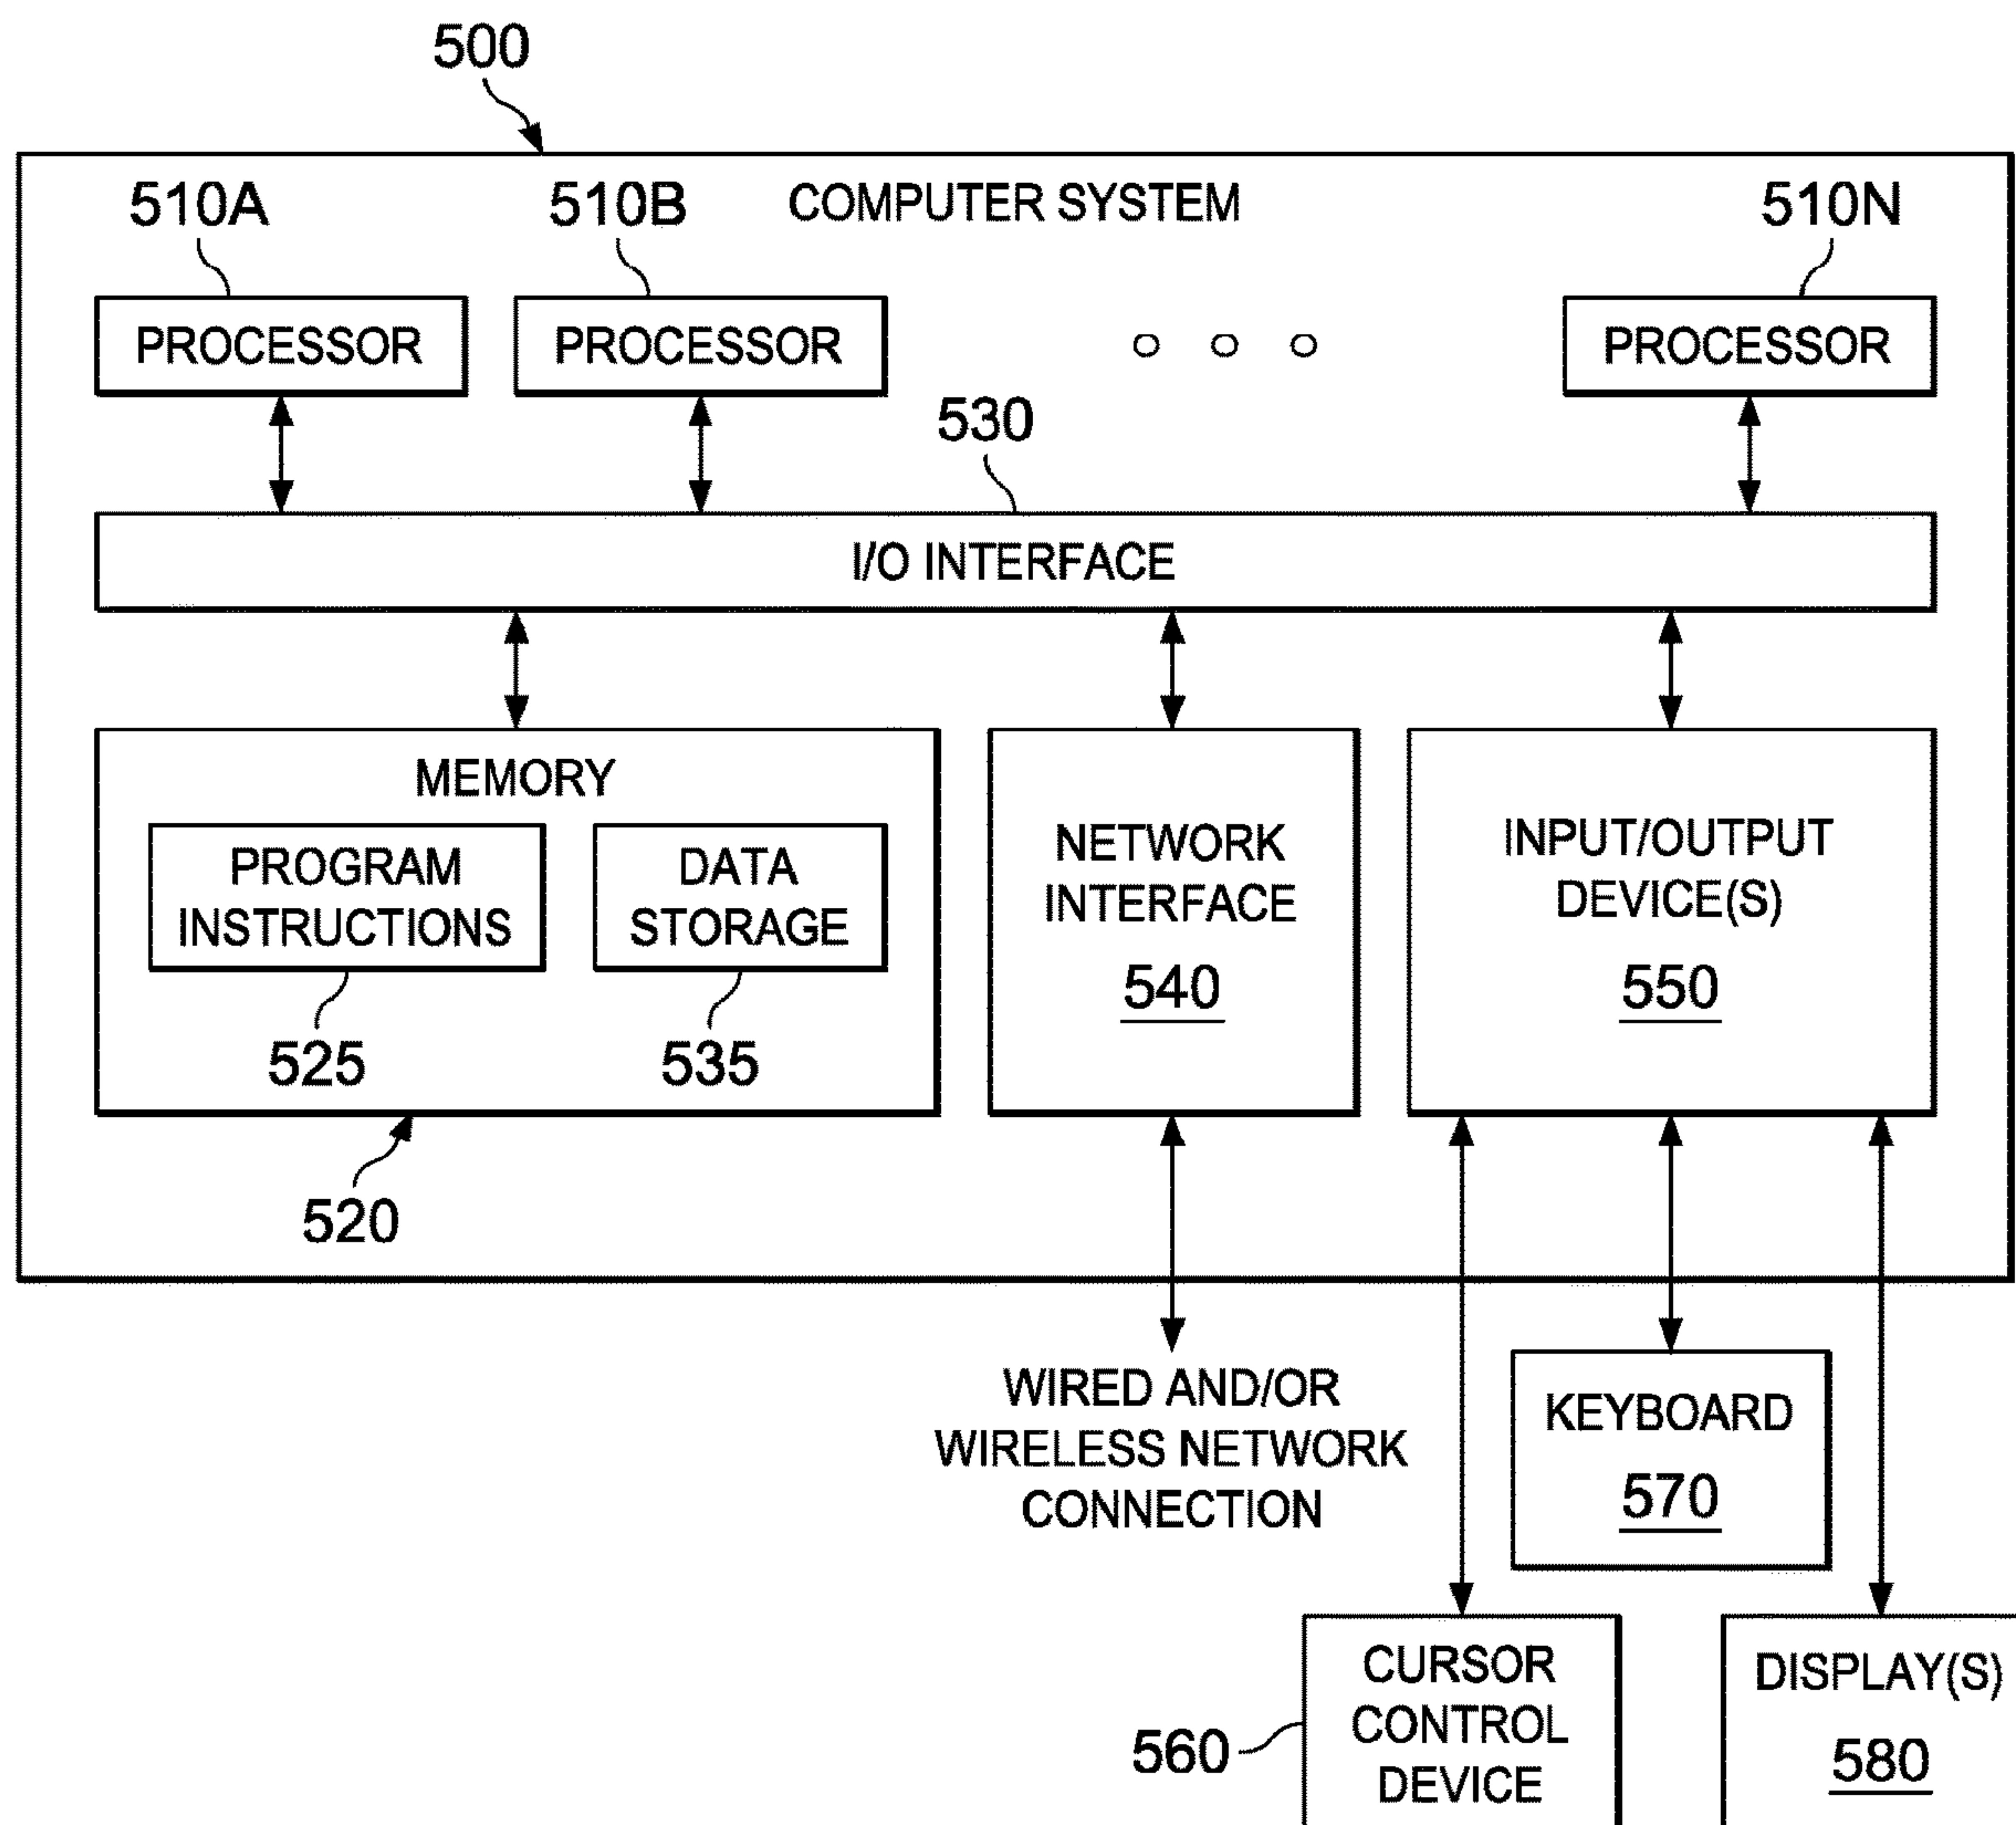 500
510A
510B
COMPUTER SYSTEM
510N
PROCESSOR
PROCESSOR
PROCESSOR
530
I/O INTERFACE
MEMORY
PROGRAM
INSTRUCTIONS
DATA
STORAGE
525
535
520
NETWORK
INTERFACE
540
INPUT/OUTPUT
DEVICE(S)
550
WIRED AND/OR
WIRELESS NETWORK
CONNECTION
KEYBOARD
570
560
CURSOR
CONTROL
DEVICE
DISPLAY(S)
580